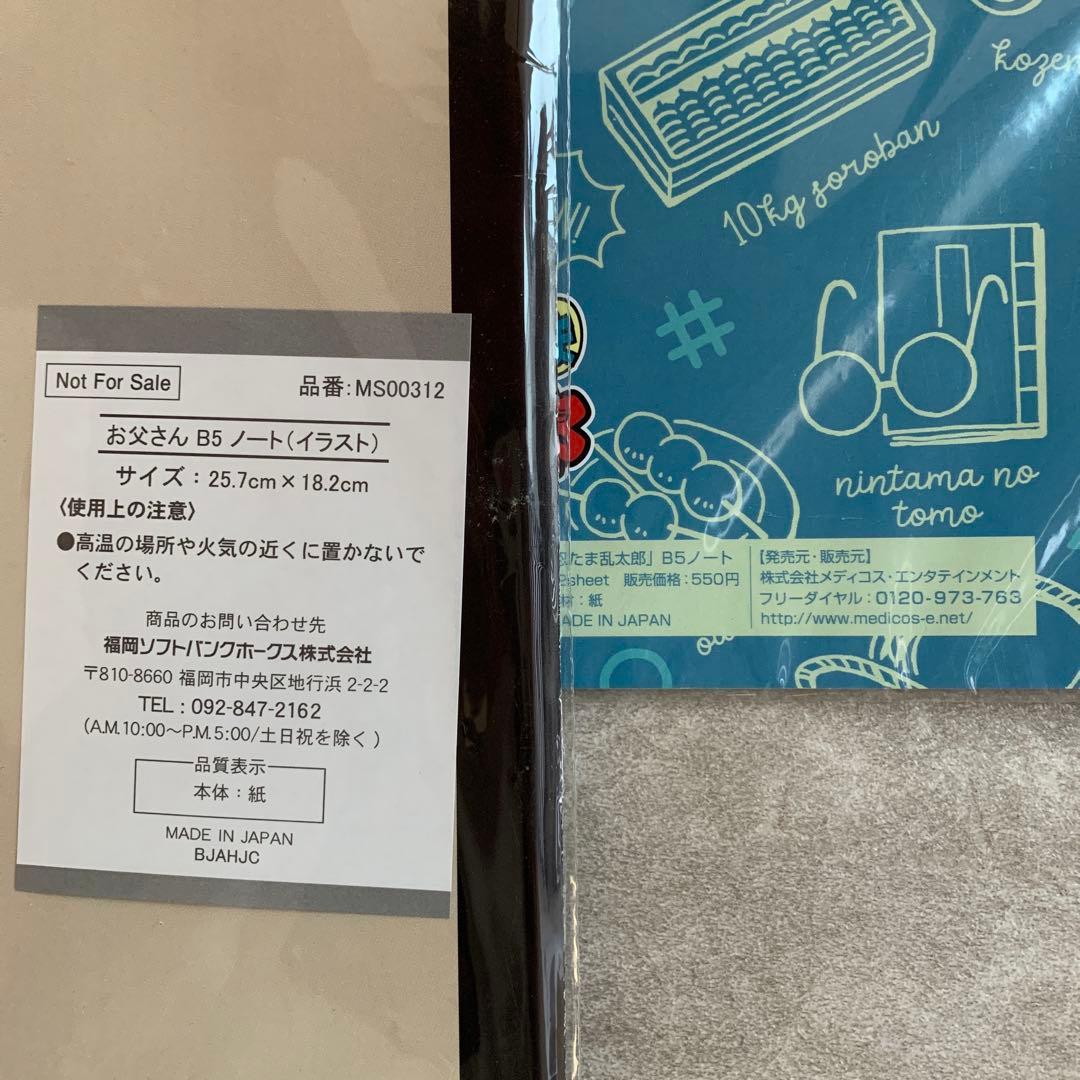 Not For Sale
品番:MS00312
お父さん B5 ノート(イラスト)
サイズ:25.7cm×18.2cm
〈使用上の注意〉
●高温の場所や火気の近くに置かないで
ください。
商品のお問い合わせ先
福岡ソフトバンクホークス株式会社
〒810-8660 福岡市中央区地行浜 2-2-2
TEL : 092-847-2162
(A.M.10:00〜P.M.5:00/土日祝を除く)
品質表示
本体:紙
MADE IN JAPAN
BJAHJC
10kg soroban
nintama no
tomo
たま乱太郎」B5ノート
sheet 販売価格:550円
:紙
ADE IN JAPAN
【発売元・販売元】
株式会社メディコス・エンタテインメント
フリーダイヤル:0120-973-763
http://www.medicos-e.net/